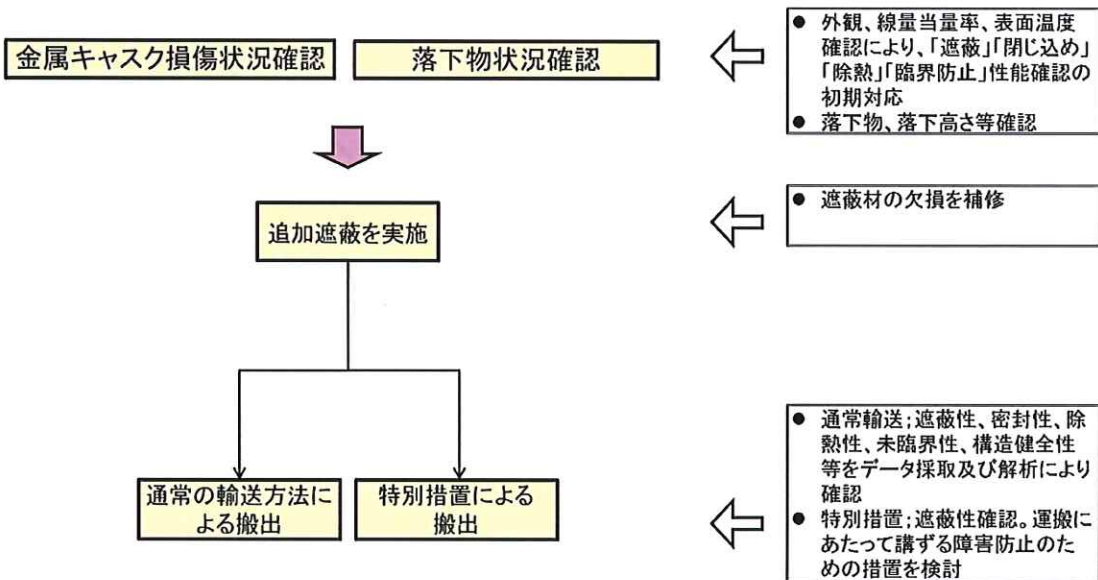 金属キャスク損傷状況確認
落下物状況確認
● 外観、線量当量率、表面温度
確認により、「遮蔽」「閉じ込め」
「除熱」「臨界防止」性能確認の
初期対応
● 落下物、落下高さ等確認
追加遮蔽を実施
● 遮蔽材の欠損を補修
通常の輸送方法に
よる搬出
特別措置による
搬出
● 通常輸送;遮蔽性、密封性、除
熱性、未臨界性、構造健全性
等をデータ採取及び解析により
確認
● 特別措置;遮蔽性確認。運搬に
あたって講ずる障害防止のた
めの措置を検討